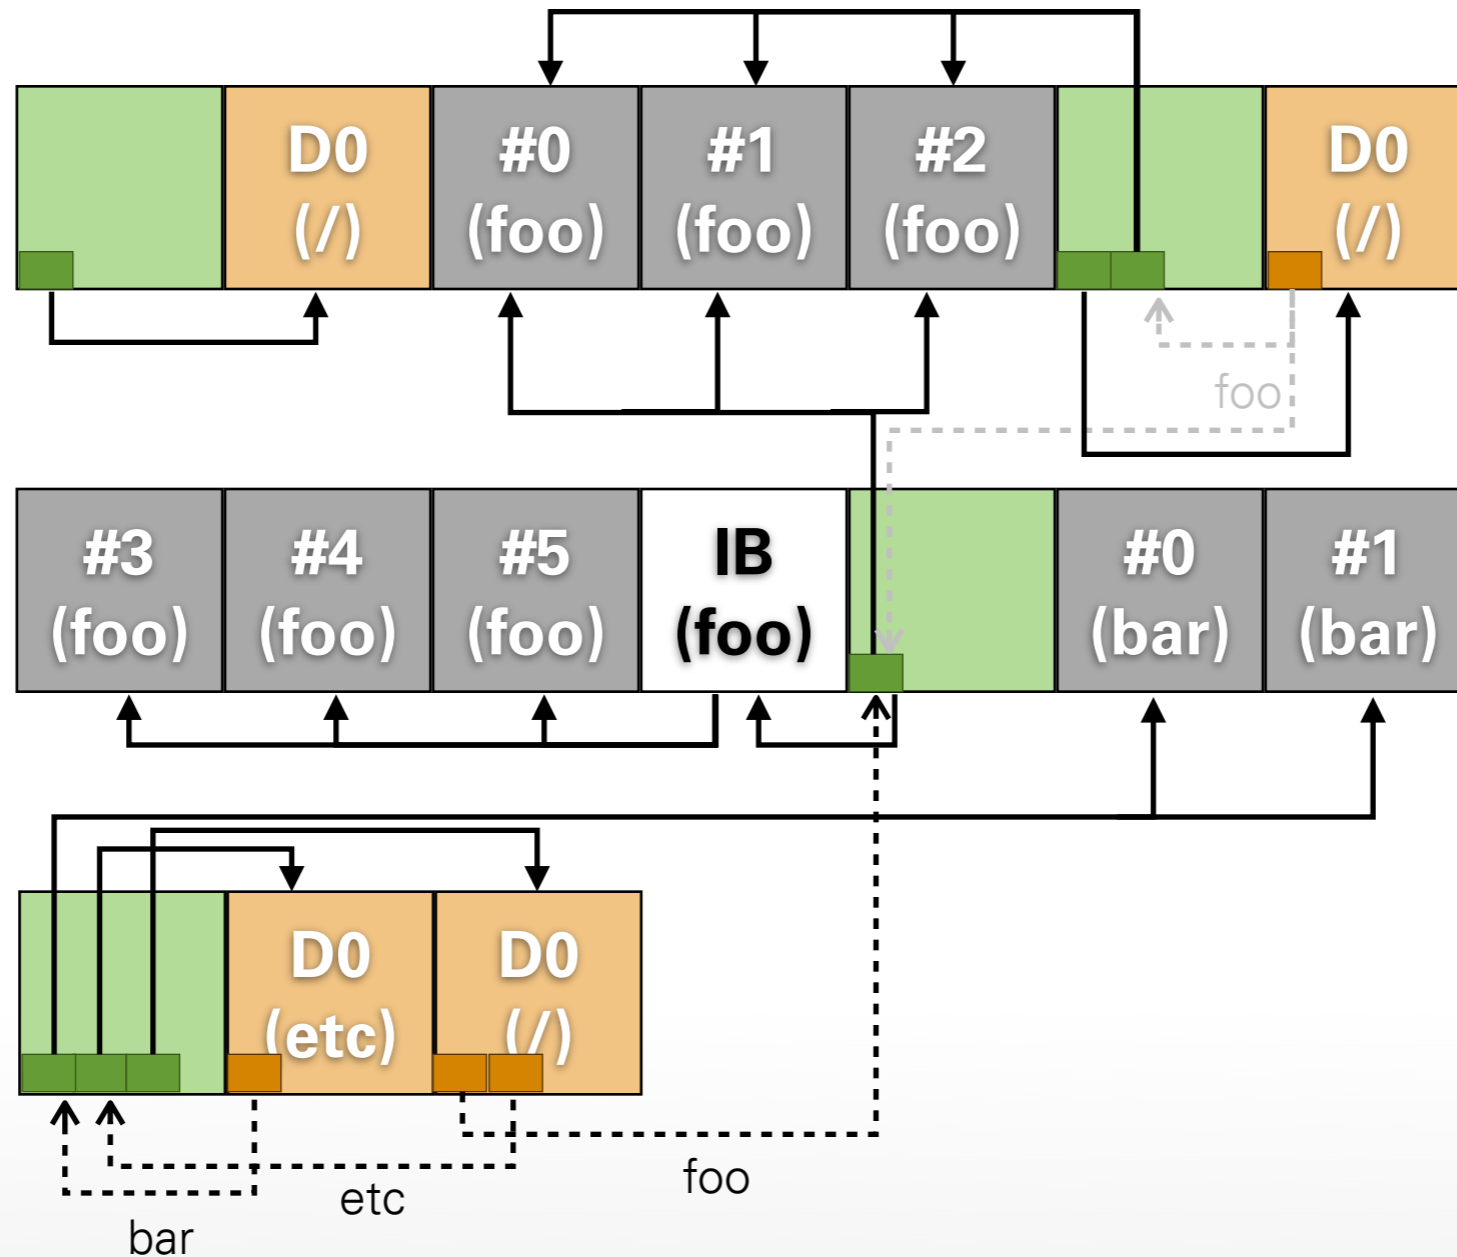 D0
(/)
#0
(foo)
#1
(foo)
#2
(foo)
D0
(/)
foo
#3
(foo)
#4
(foo)
#5
(foo)
IB
(foo)
#0
(bar)
#1
(bar)
D0
(etc)
D0
(/)
foo
etc
bar